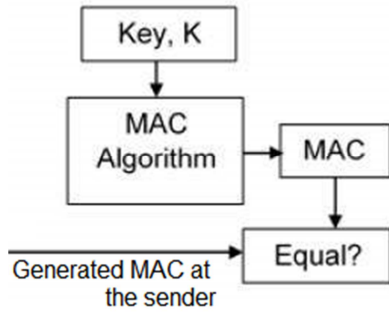 Key, K
MAC
Algorithm
MAC
Equal?
Generated MAC at
the sender